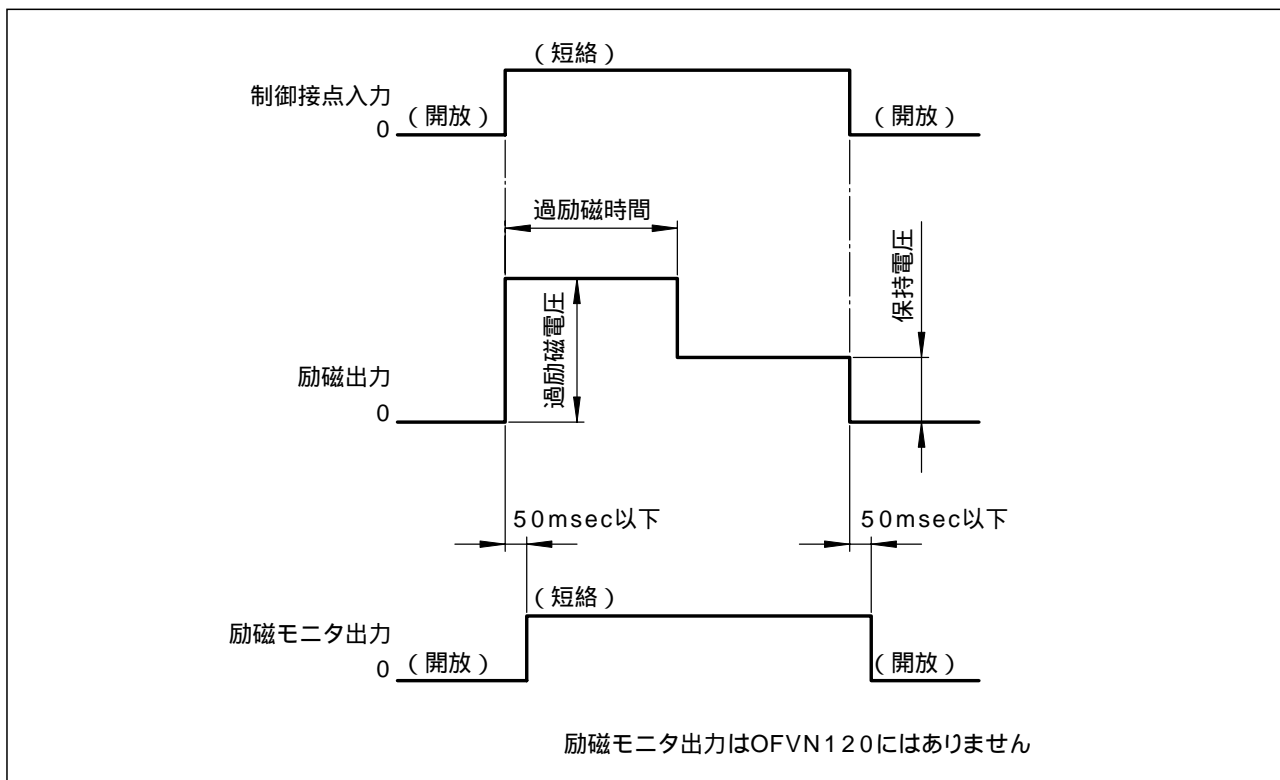 (短絡)
制御接点入力
0
(開放)
(開放)
過励磁時間
過励磁電圧
保持電圧
励磁出力
0
50msec以下
50msec以下
(短絡)
励磁モニタ出力
0
(開放)
(開放)
励磁モニタ出力はOFVN120にはありません